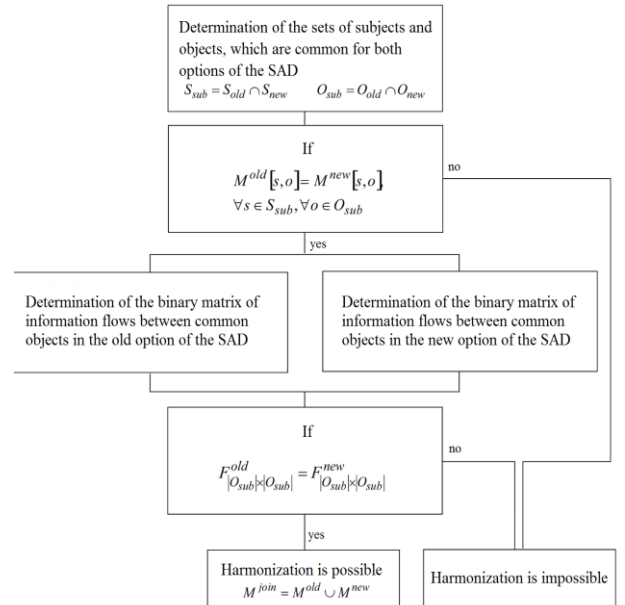 Determination of the sets of subjects and
objects, which are common for both
options of the SAD
S_sub = S_old ∩ S_new O_sub = O_old ∩ O_new
If
M^old [s,o] = M^new [s,o],
∀s ∈ S_sub, ∀o ∈ O_sub
no
yes
Determination of the binary matrix of
information flows between common
objects in the old option of the SAD
Determination of the binary matrix of
information flows between common
objects in the new option of the SAD
If
F^old_|O_sub|×|O_sub| = F^new_|O_sub|×|O_sub|
no
yes
Harmonization is possible
M^join = M^old ∪ M^new
Harmonization is impossible